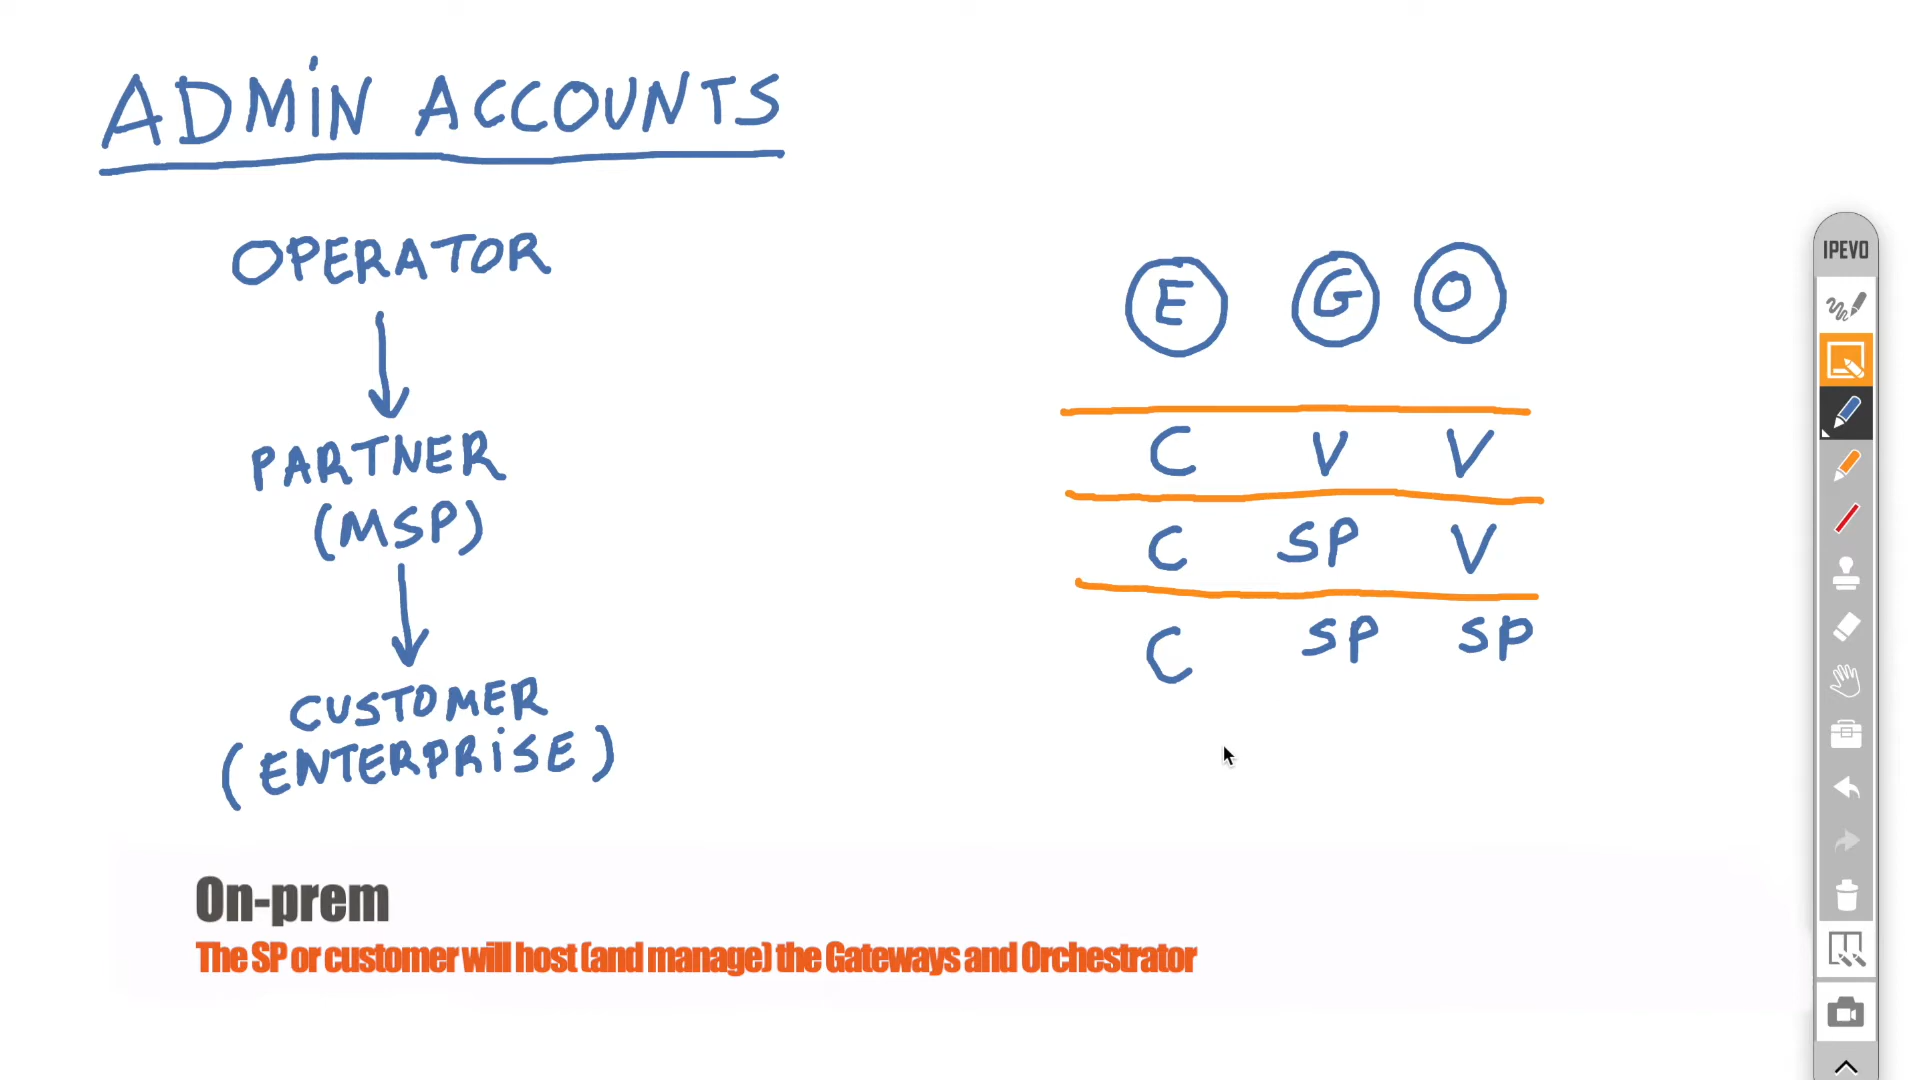 ADMiN ACCOUNTS
OPERATOR
PARTNER
(MSP)
CUSTOMER
(ENTERPRiSE)
E G O
C V V
C SP V
C SP SP
On-prem
The SP or customer will host (and manage) the Gateways and Orchestrator
IPEVO